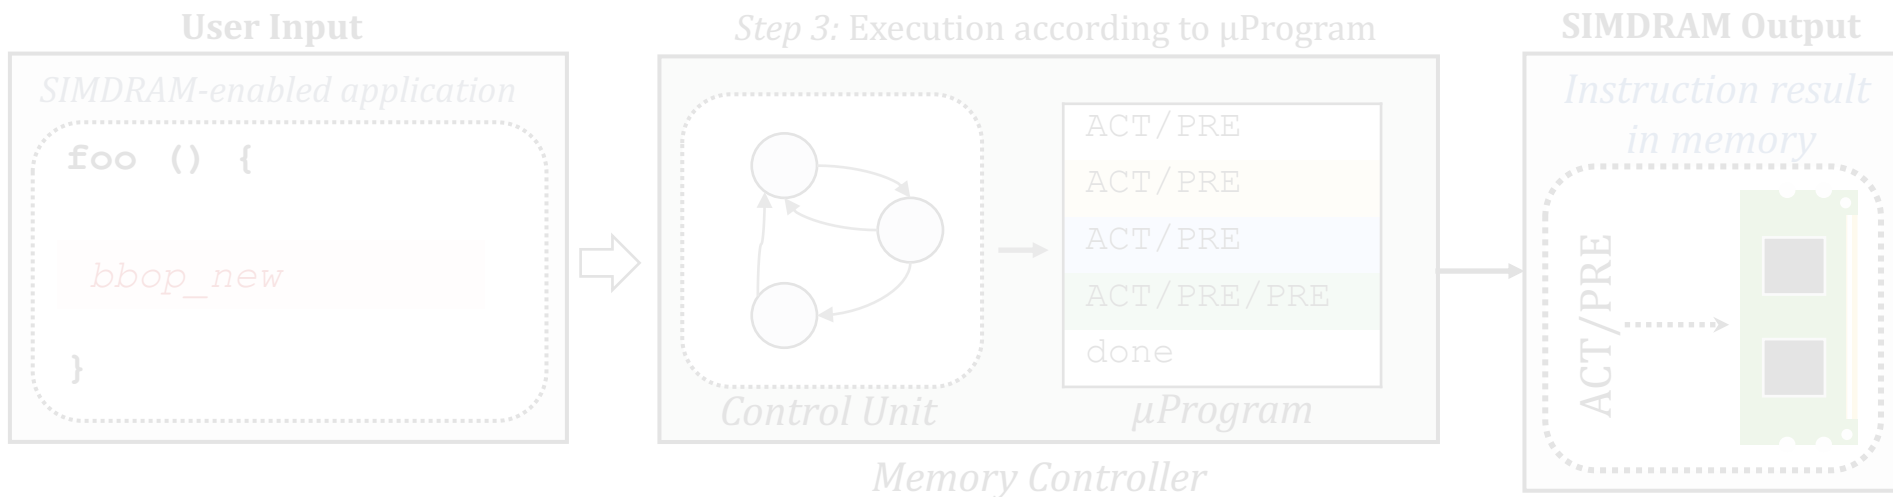 User Input
SIMDRAM-enabled application
foo () {
bbop_new
}
Step 3: Execution according to μProgram
ACT/PRE
ACT/PRE
ACT/PRE
ACT/PRE/PRE
done
Control Unit
μProgram
Memory Controller
SIMDRAM Output
Instruction result
in memory
ACT/PRE